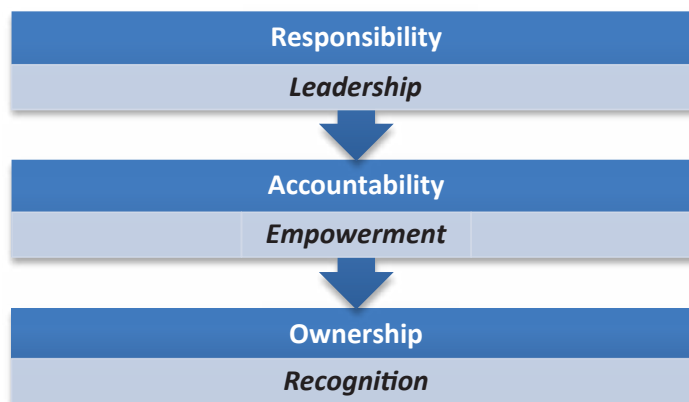 Responsibility
Leadership
Accountability
Empowerment
Ownership
Recognition